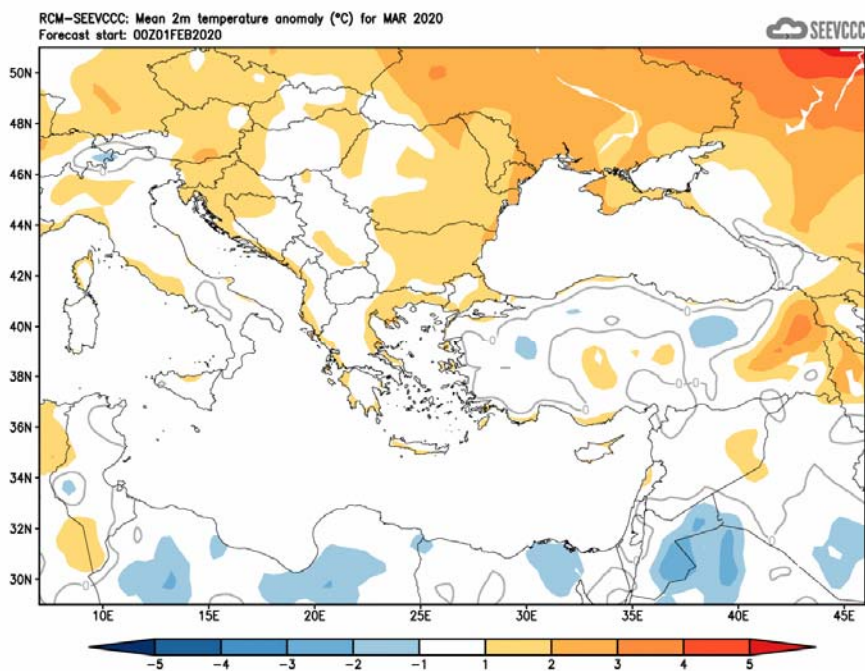 RCM-SEEVCCC: Mean 2m temperature anomaly (°C) for MAR 2020
Forecast start: 00Z01FEB2020
SEEVCCC
50N
48N
46N
44N
42N
40N
38N
36N
34N
32N
30N
10E 15E 20E 25E 30E 35E 40E 45E
-5 -4 -3 -2 -1 1 2 3 4 5